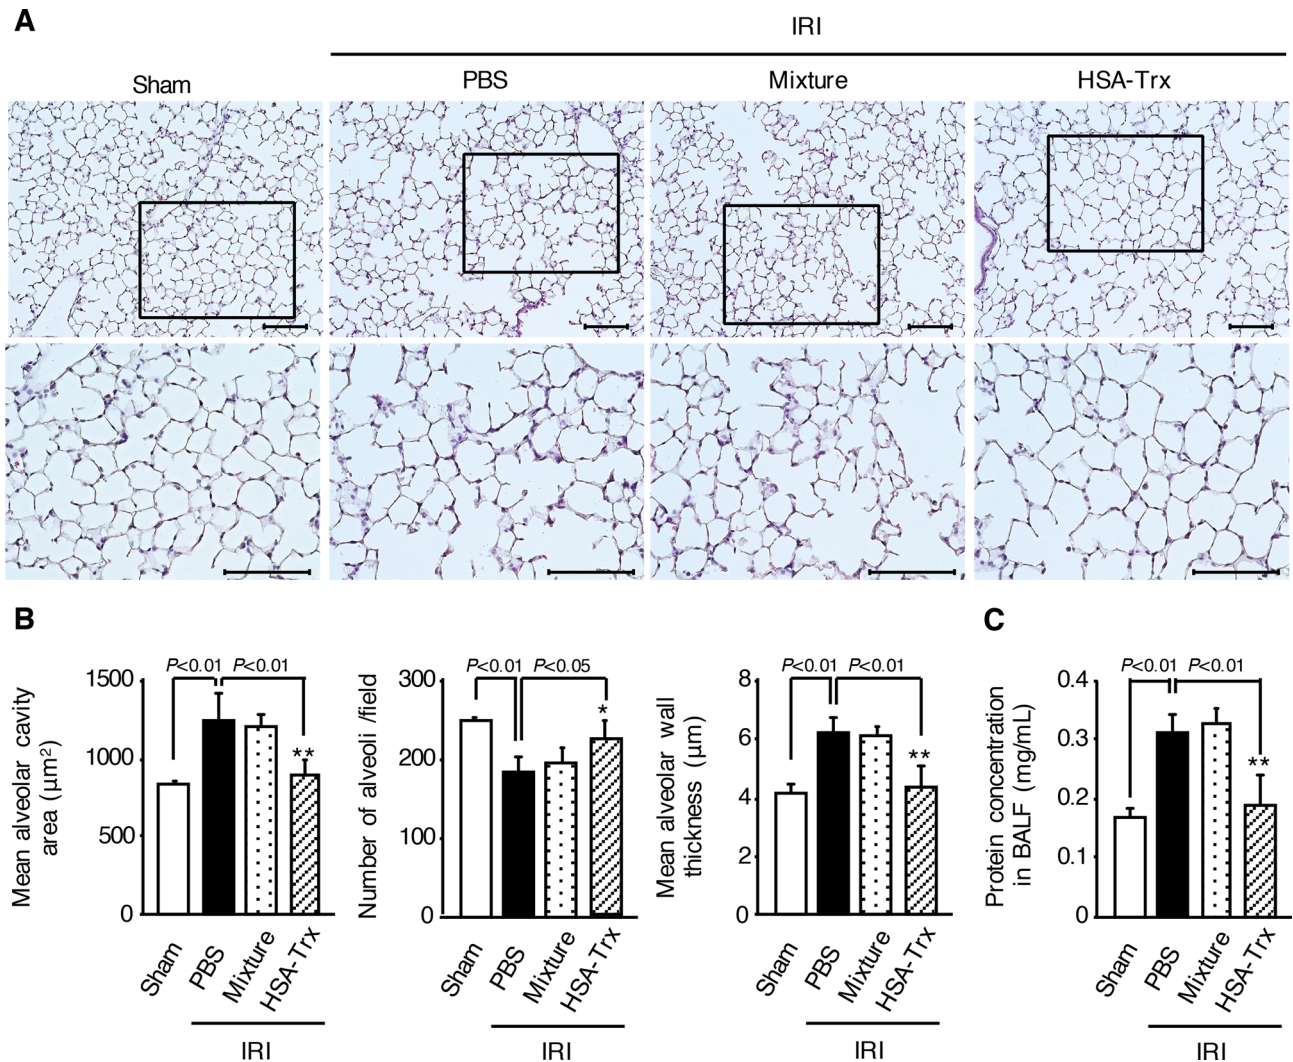 A
IRI
Sham
PBS
Mixture
HSA-Trx
B
C
Mean alveolar cavity
area (µm²)
1500
1000
500
0
P<0.01
P<0.01
**
Sham
PBS
Mixture
HSA-Trx
IRI
Number of alveoli /field
300
200
100
0
P<0.01
P<0.05
*
Sham
PBS
Mixture
HSA-Trx
IRI
Mean alveolar wall
thickness (µm)
8
6
4
2
0
P<0.01
P<0.01
**
Sham
PBS
Mixture
HSA-Trx
IRI
Protein concentration
in BALF (mg/mL)
0.4
0.3
0.2
0.1
0
P<0.01
P<0.01
**
Sham
PBS
Mixture
HSA-Trx
IRI